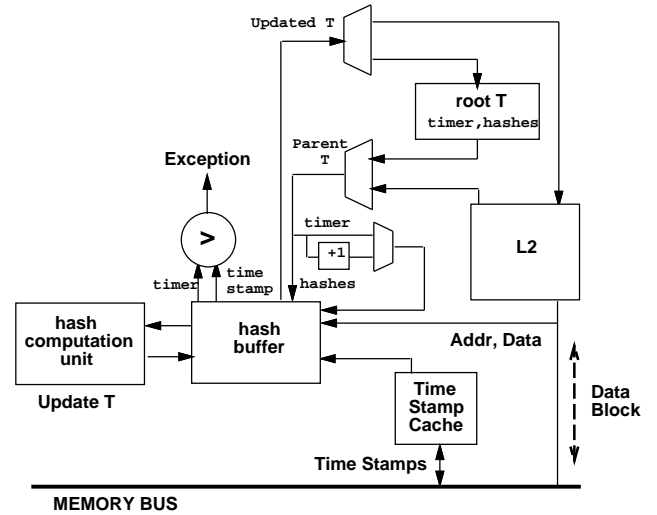 Updated T
root T
timer,hashes
Parent
T
Exception
timer
+1
>
L2
timer
time
stamp
hashes
hash
computation
unit
hash
buffer
Addr, Data
Update T
Time
Stamp
Cache
Data
Block
Time Stamps
MEMORY BUS